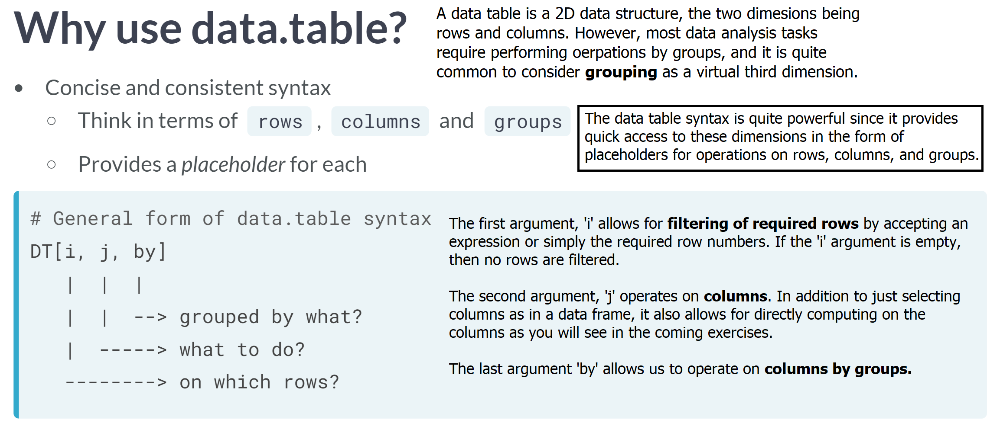 Why use data.table?
A data table is a 2D data structure, the two dimesions being
rows and columns. However, most data analysis tasks
require performing oerpations by groups, and it is quite
common to consider grouping as a virtual third dimension.
• Concise and consistent syntax
○ Think in terms of rows , columns and groups
The data table syntax is quite powerful since it provides
quick access to these dimensions in the form of
placeholders for operations on rows, columns, and groups.
○ Provides a placeholder for each
# General form of data.table syntax
DT[i, j, by]
   |  |  |
   |  |  --> grouped by what?
   |  -----> what to do?
   --------> on which rows?
The first argument, 'i' allows for filtering of required rows by accepting an
expression or simply the required row numbers. If the 'i' argument is empty,
then no rows are filtered.
The second argument, 'j' operates on columns. In addition to just selecting
columns as in a data frame, it also allows for directly computing on the
columns as you will see in the coming exercises.
The last argument 'by' allows us to operate on columns by groups.